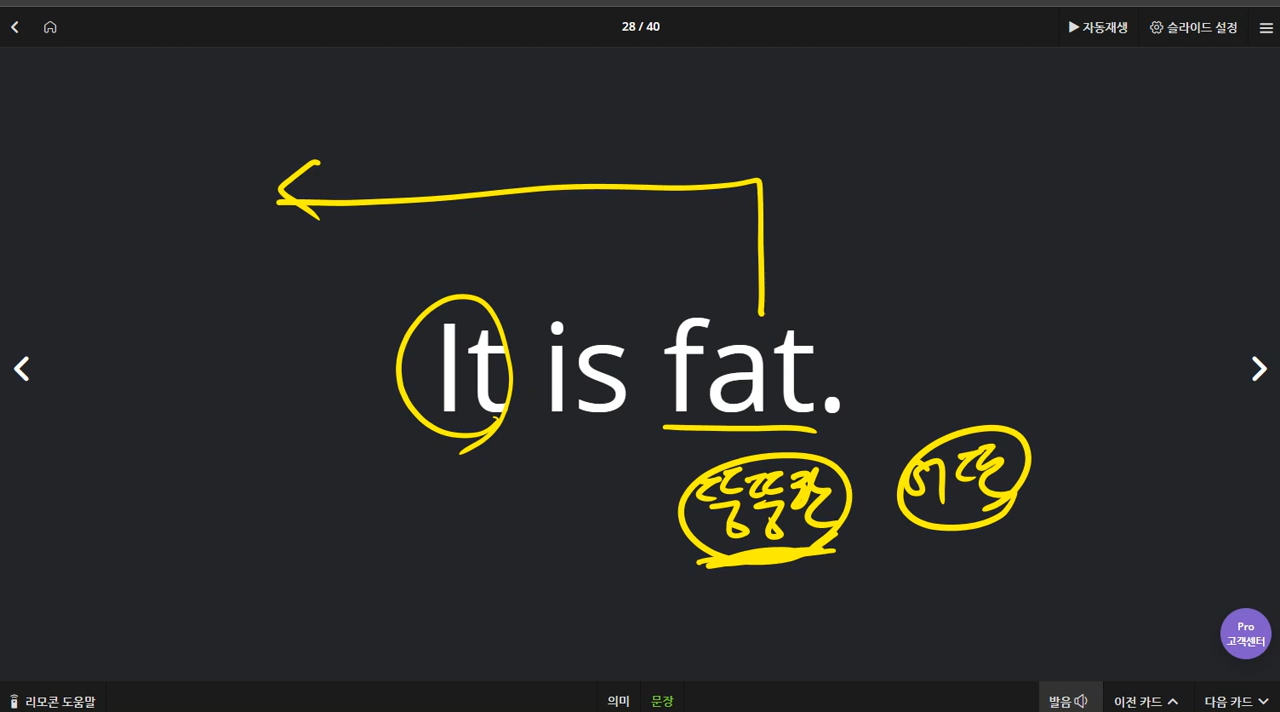 28 / 40
자동재생
슬라이드 설정
It is fat.
뚱뚱한
Pro
고객센터
리모콘 도움말
의미
문장
발음
이전 카드
다음 카드